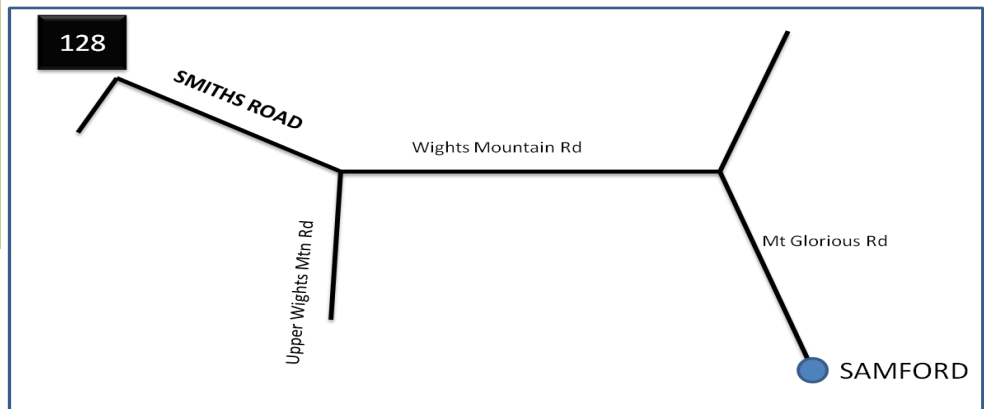 128
SMITHS ROAD
Wights Mountain Rd
Upper Wights Mtn Rd
Mt Glorious Rd
SAMFORD